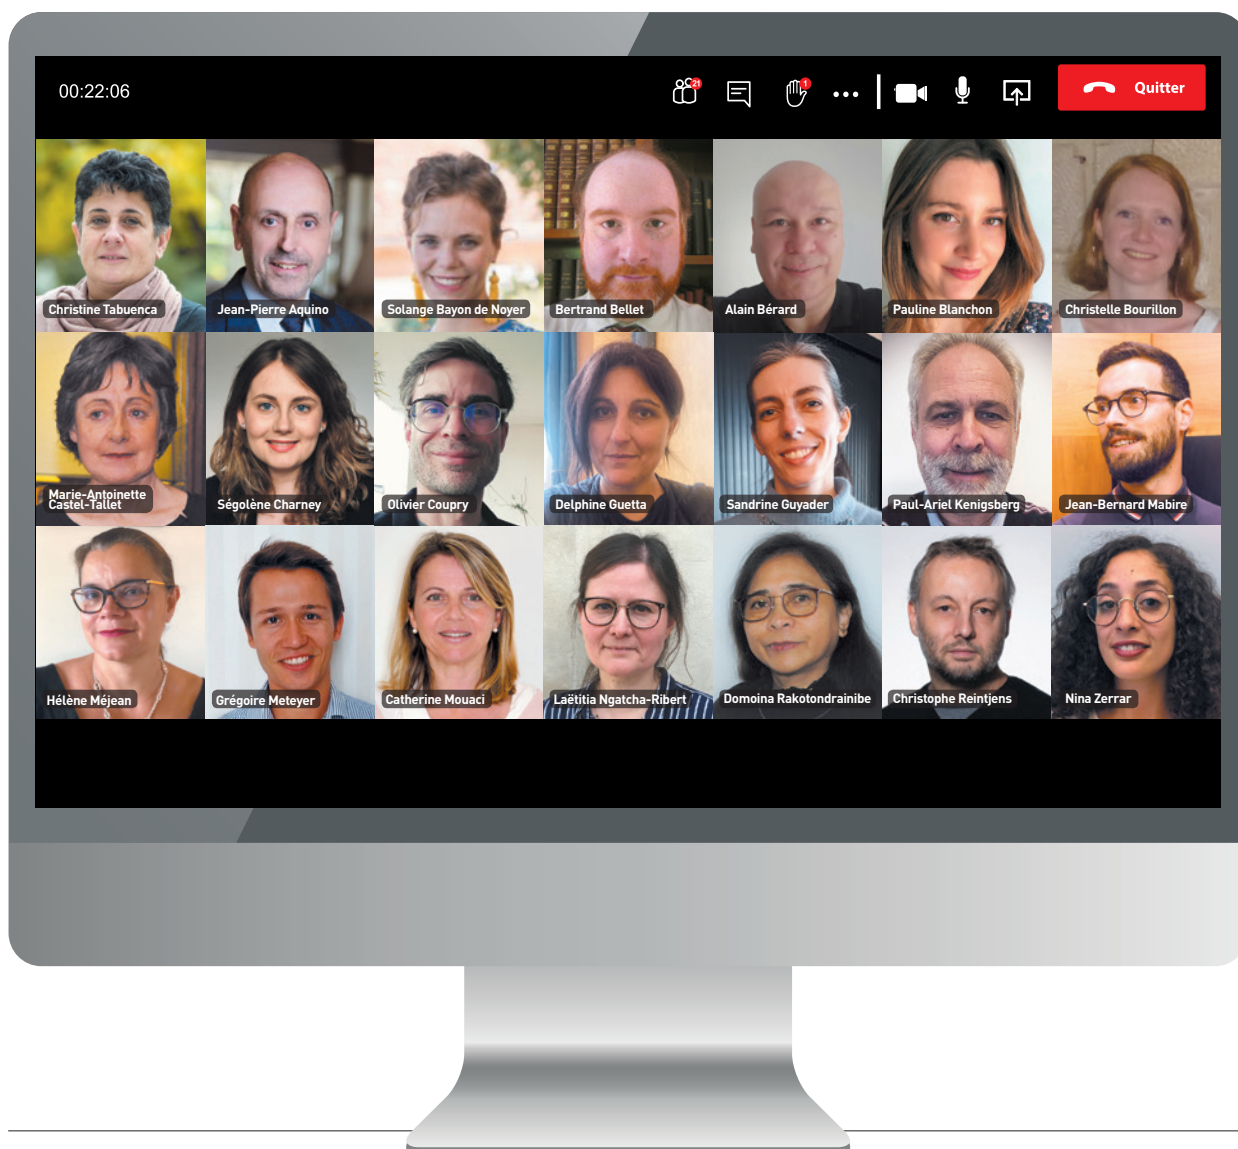 00:22:06
21
1
Quitter
Christine Tabuenca
Jean-Pierre Aquino
Solange Bayon de Noyer
Bertrand Bellet
Alain Bérard
Pauline Blanchon
Christelle Bourillon
Marie-Antoinette
Castel-Tallet
Ségolène Charney
Olivier Coupry
Delphine Guetta
Sandrine Guyader
Paul-Ariel Kenigsberg
Jean-Bernard Mabire
Hélène Méjean
Grégoire Meteyer
Catherine Mouaci
Laëtitia Ngatcha-Ribert
Domoina Rakotondrainibe
Christophe Reintjens
Nina Zerrar